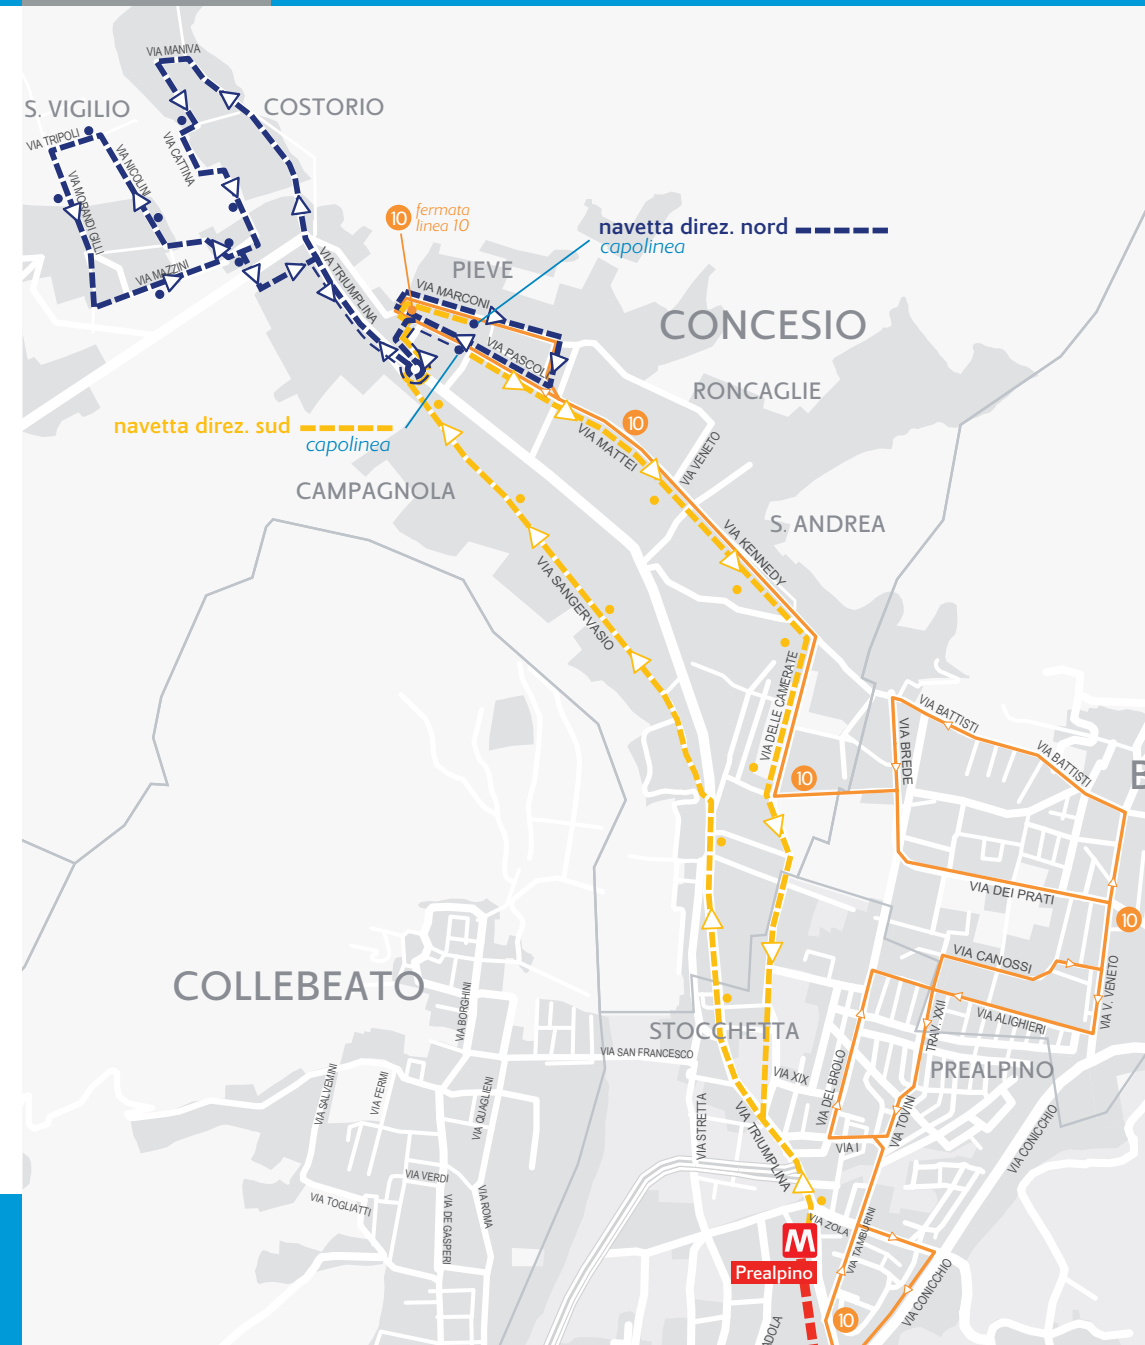 VIA MANIVA
S. VIGILIO
COSTORIO
VIA TRIPOLI
VIA NICOLINI
VIA CATTINA
VIA MORANDI GILLI
VIA MAZZINI
10 fermata
linea 10
navetta direz. nord
capolinea
PIEVE
VIA TRIUMPLINA
VIA MARCONI
CONCESIO
VIA PASCOLI
RONCAGLIE
navetta direz. sud
capolinea
10
VIA MATTEI
VIA VENETO
CAMPAGNOLA
S. ANDREA
VIA KENNEDY
VIA SANGERVASIO
VIA DELLE CAMERATE
VIA BATTISTI
VIA BREDE
VIA BATTISTI
10
B
VIA DEI PRATI
10
VIA CANOSSI
COLLEBEATO
VIA BORGHINI
VIA V. VENETO
STOCCHETTA
TRAV. XXII
VIA ALIGHIERI
VIA SAN FRANCESCO
VIA XIX
PREALPINO
VIA SALVEMINI
VIA FERMI
VIA QUAGLIENI
VIA STRETTA
VIA TRIUMPLINA
VIA DEL BROLO
VIA TOVINI
VIA I
VIA CONICCHIO
VIA VERDI
VIA TOGLIATTI
VIA DE GASPERI
VIA ROMA
VIA ZOLA
VIA TAMBURINI
M
Prealpino
VIA CONICCHIO
10
ADOLA